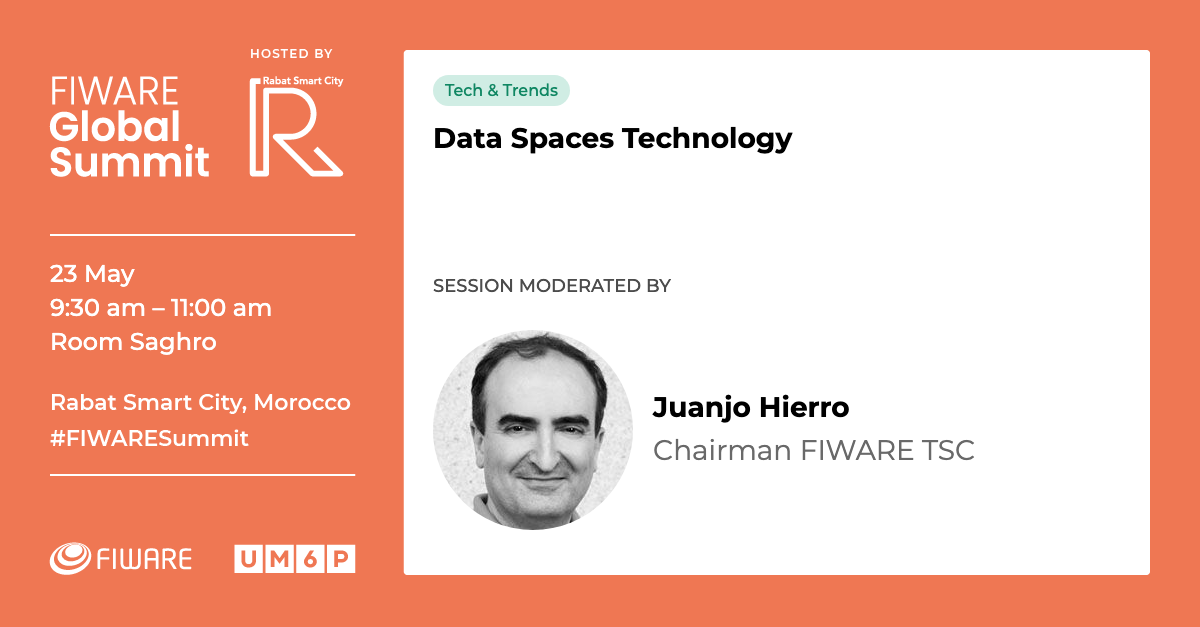 HOSTED BY
FIWARE
Global
Summit
Rabat Smart City
R
23 May
9:30 am – 11:00 am
Room Saghro
Rabat Smart City, Morocco
#FIWARESummit
FIWARE
UM6P
Tech & Trends
Data Spaces Technology
SESSION MODERATED BY
Juanjo Hierro
Chairman FIWARE TSC